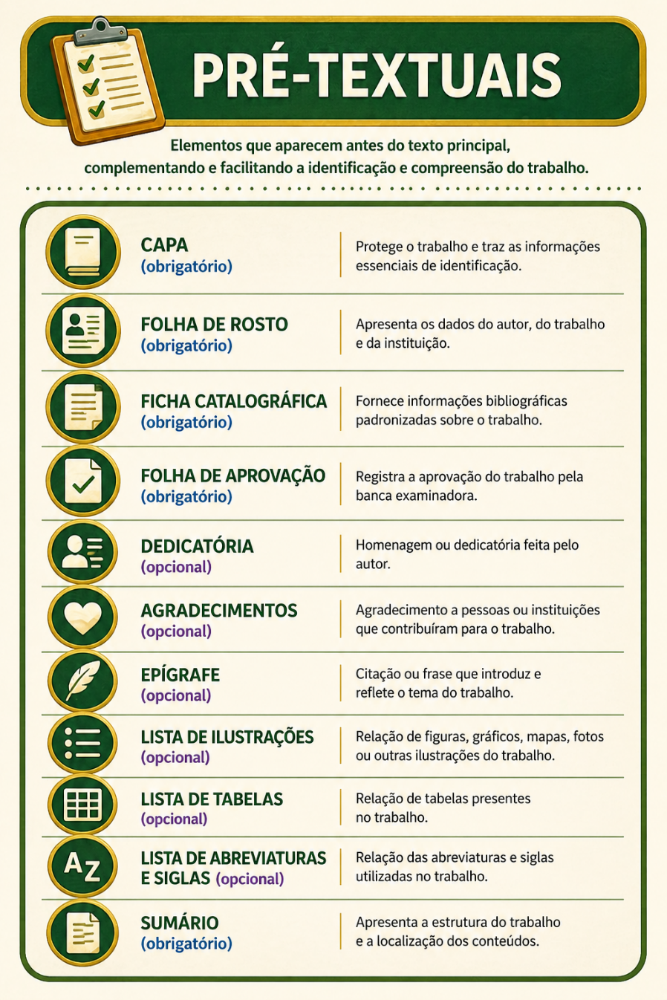 PRÉ-TEXTUAIS
Elementos que aparecem antes do texto principal,
complementando e facilitando a identificação e compreensão do trabalho.
CAPA
(obrigatório)
Protege o trabalho e traz as informações
essenciais de identificação.
FOLHA DE ROSTO
(obrigatório)
Apresenta os dados do autor, do trabalho
e da instituição.
FICHA CATALOGRÁFICA
(obrigatório)
Fornece informações bibliográficas
padronizadas sobre o trabalho.
FOLHA DE APROVAÇÃO
(obrigatório)
Registra a aprovação do trabalho pela
banca examinadora.
DEDICATÓRIA
(opcional)
Homenagem ou dedicatória feita pelo
autor.
AGRADECIMENTOS
(opcional)
Agradecimento a pessoas ou instituições
que contribuíram para o trabalho.
EPÍGRAFE
(opcional)
Citação ou frase que introduz e
reflete o tema do trabalho.
LISTA DE ILUSTRAÇÕES
(opcional)
Relação de figuras, gráficos, mapas, fotos
ou outras ilustrações do trabalho.
LISTA DE TABELAS
(opcional)
Relação de tabelas presentes
no trabalho.
AZ
LISTA DE ABREVIATURAS
E SIGLAS (opcional)
Relação das abreviaturas e siglas
utilizadas no trabalho.
SUMÁRIO
(obrigatório)
Apresenta a estrutura do trabalho
e a localização dos conteúdos.